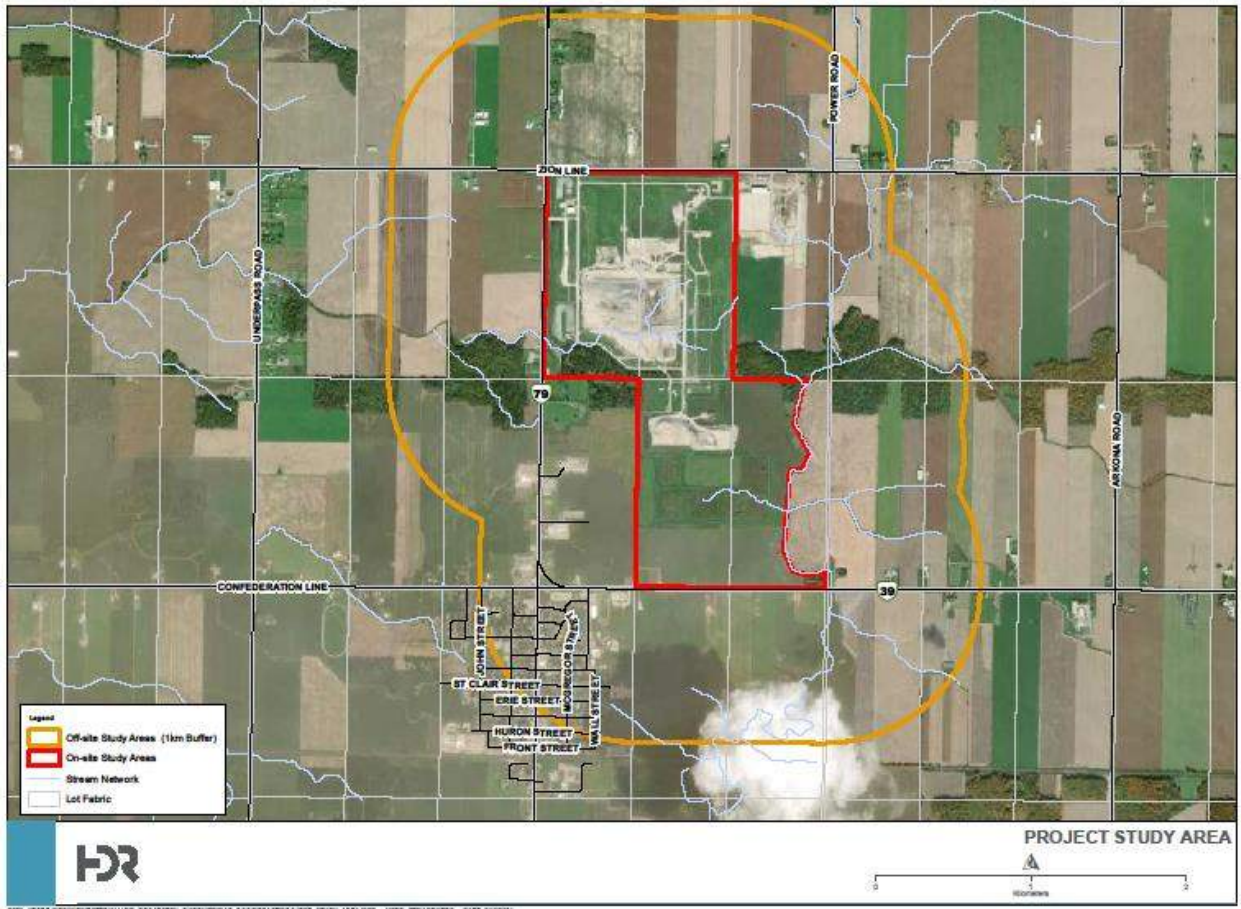 POWER ROAD
ZION LINE
UNDERPASS ROAD
79
ARKONA ROAD
CONFEDERATION LINE
39
JOHN STREET
MCGREGOR STREET
ST CLAIR STREET
ERIE STREET
WALL STREET
HURON STREET
FRONT STREET
Legend
Off-site Study Areas (1km Buffer)
On-site Study Areas
Stream Network
Lot Fabric
HDR
PROJECT STUDY AREA
0 1 2
Kilometers